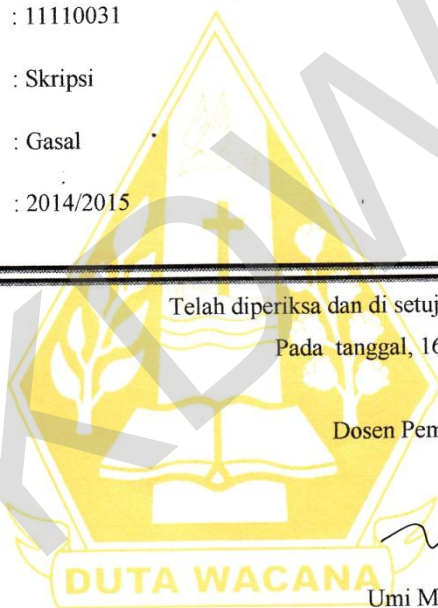 : 11110031
: Skripsi
: Gasal
: 2014/2015
Telah diperiksa dan di setuj
Pada tanggal, 16
Dosen Pem
DUTA WACANA
Umi M